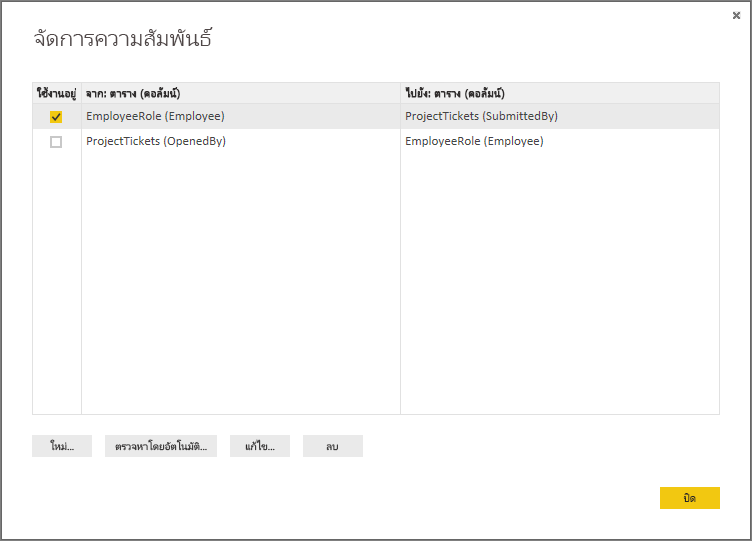 จัดการความสัมพันธ์
ใช้งานอยู่ จาก: ตาราง (คอลัมน์) ไปยัง: ตาราง (คอลัมน์)
EmployeeRole (Employee) ProjectTickets (SubmittedBy)
ProjectTickets (OpenedBy) EmployeeRole (Employee)
ใหม่... ตรวจหาโดยอัตโนมัติ... แก้ไข... ลบ
ปิด